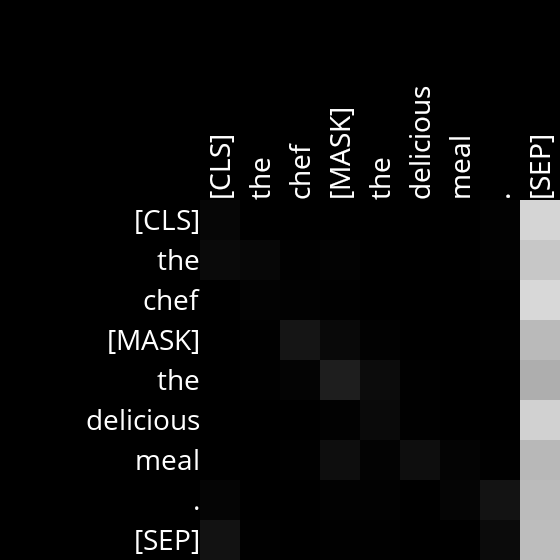 [CLS] the chef [MASK] the delicious meal . [SEP]
[CLS]
the
chef
[MASK]
the
delicious
meal
.
[SEP]